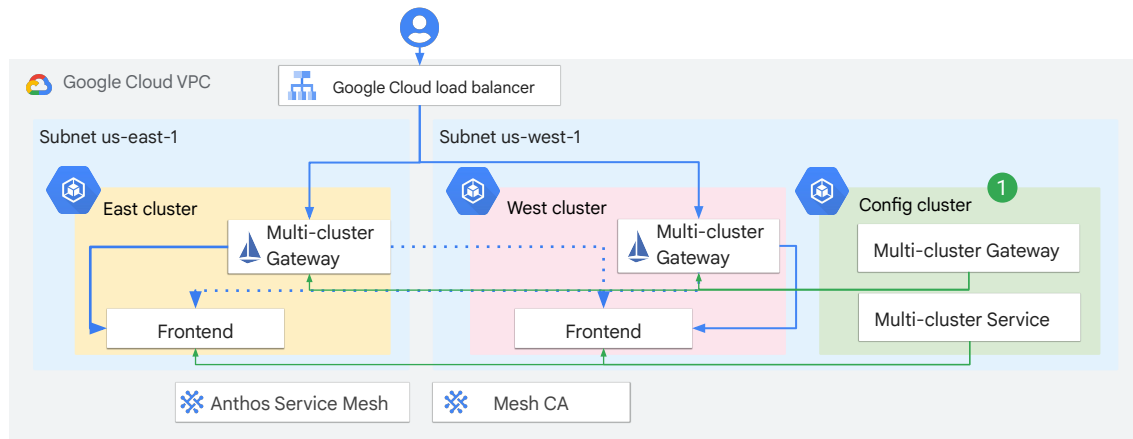 Google Cloud VPC
Google Cloud load balancer
Subnet us-east-1
Subnet us-west-1
East cluster
West cluster
1
Config cluster
Multi-cluster
Gateway
Multi-cluster
Gateway
Multi-cluster Gateway
Frontend
Frontend
Multi-cluster Service
Anthos Service Mesh
Mesh CA